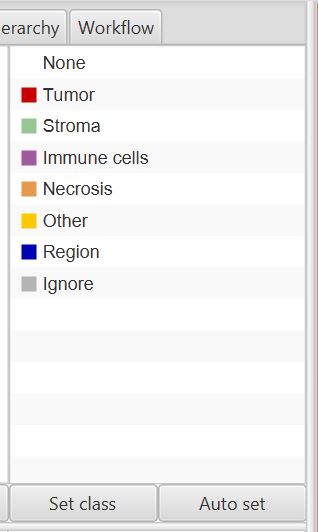 erarchy Workflow
None
Tumor
Stroma
Immune cells
Necrosis
Other
Region
Ignore
Set class Auto set